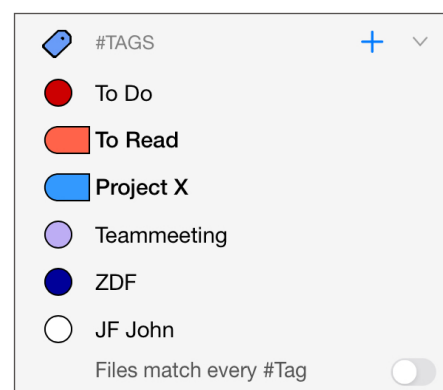 #TAGS
To Do
To Read
Project X
Teammeeting
ZDF
JF John
Files match every #Tag